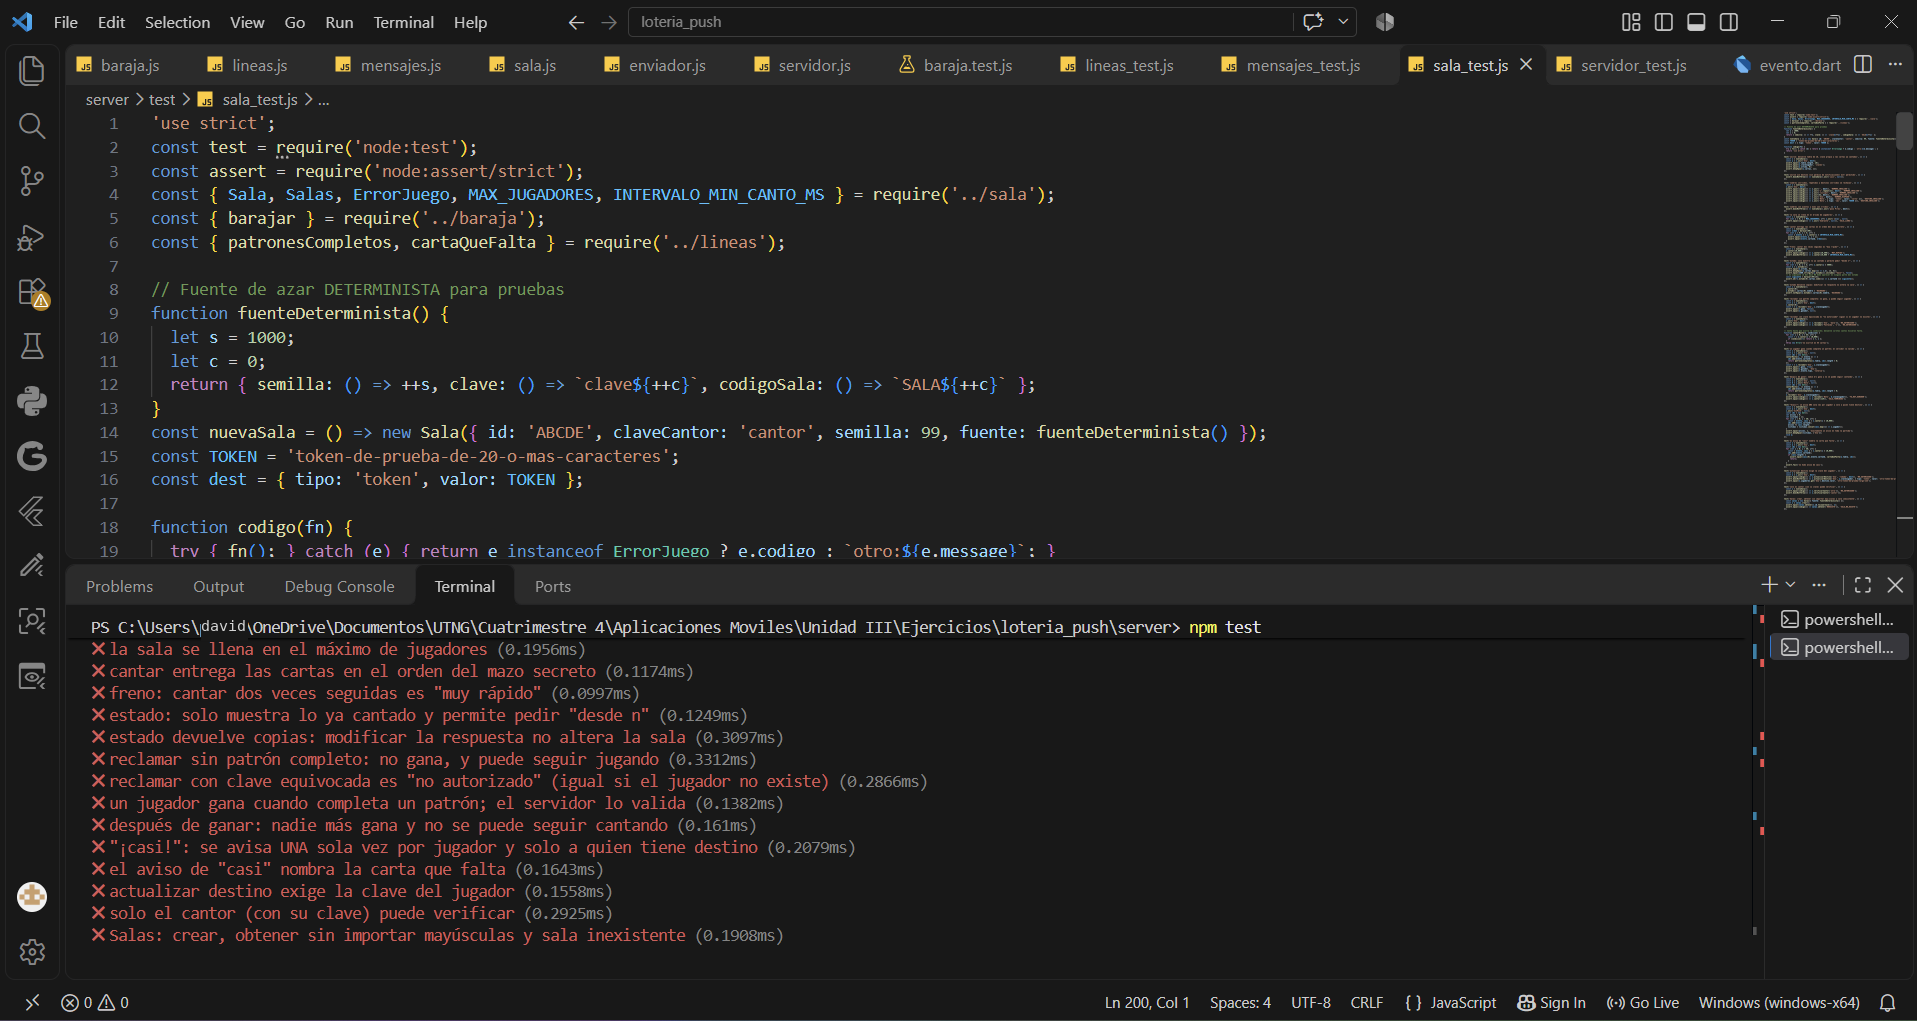 File Edit Selection View Go Run Terminal Help
loteria_push
baraja.js lineas.js mensajes.js sala.js enviador.js servidor.js baraja.test.js lineas_test.js mensajes_test.js sala_test.js servidor_test.js evento.dart
server > test > sala_test.js > ...
1 'use strict';
2 const test = require('node:test');
3 const assert = require('node:assert/strict');
4 const { Sala, Salas, ErrorJuego, MAX_JUGADORES, INTERVALO_MIN_CANTO_MS } = require('../sala');
5 const { barajar } = require('../baraja');
6 const { patronesCompletos, cartaQueFalta } = require('../lineas');
7
8 // Fuente de azar DETERMINISTA para pruebas
9 function fuenteDeterminista() {
10 let s = 1000;
11 let c = 0;
12 return { semilla: () => ++s, clave: () => `clave${++c}`, codigoSala: () => `SALA${++c}` };
13 }
14 const nuevaSala = () => new Sala({ id: 'ABCDE', claveCantor: 'cantor', semilla: 99, fuente: fuenteDeterminista() });
15 const TOKEN = 'token-de-prueba-de-20-o-mas-caracteres';
16 const dest = { tipo: 'token', valor: TOKEN };
17
18 function codigo(fn) {
19 try { fn(); } catch (e) { return e instanceof ErrorJuego ? e.codigo : `otro:${e.message}`; }
Problems Output Debug Console Terminal Ports
PS C:\Users\david\OneDrive\Documentos\UTNG\Cuatrimestre 4\Aplicaciones Moviles\Unidad III\Ejercicios\loteria_push\server> npm test
powershell...
powershell...
✕ la sala se llena en el máximo de jugadores (0.1956ms)
✕ cantar entrega las cartas en el orden del mazo secreto (0.1174ms)
✕ freno: cantar dos veces seguidas es "muy rápido" (0.0997ms)
✕ estado: solo muestra lo ya cantado y permite pedir "desde n" (0.1249ms)
✕ estado devuelve copias: modificar la respuesta no altera la sala (0.3097ms)
✕ reclamar sin patrón completo: no gana, y puede seguir jugando (0.3312ms)
✕ reclamar con clave equivocada es "no autorizado" (igual si el jugador no existe) (0.2866ms)
✕ un jugador gana cuando completa un patrón; el servidor lo valida (0.1382ms)
✕ después de ganar: nadie más gana y no se puede seguir cantando (0.161ms)
✕ "¡casi!": se avisa UNA sola vez por jugador y solo a quien tiene destino (0.2079ms)
✕ el aviso de "casi" nombra la carta que falta (0.1643ms)
✕ actualizar destino exige la clave del jugador (0.1558ms)
✕ solo el cantor (con su clave) puede verificar (0.2925ms)
✕ Salas: crear, obtener sin importar mayúsculas y sala inexistente (0.1908ms)
0 0 Ln 200, Col 1 Spaces: 4 UTF-8 CRLF { } JavaScript Sign In Go Live Windows (windows-x64)